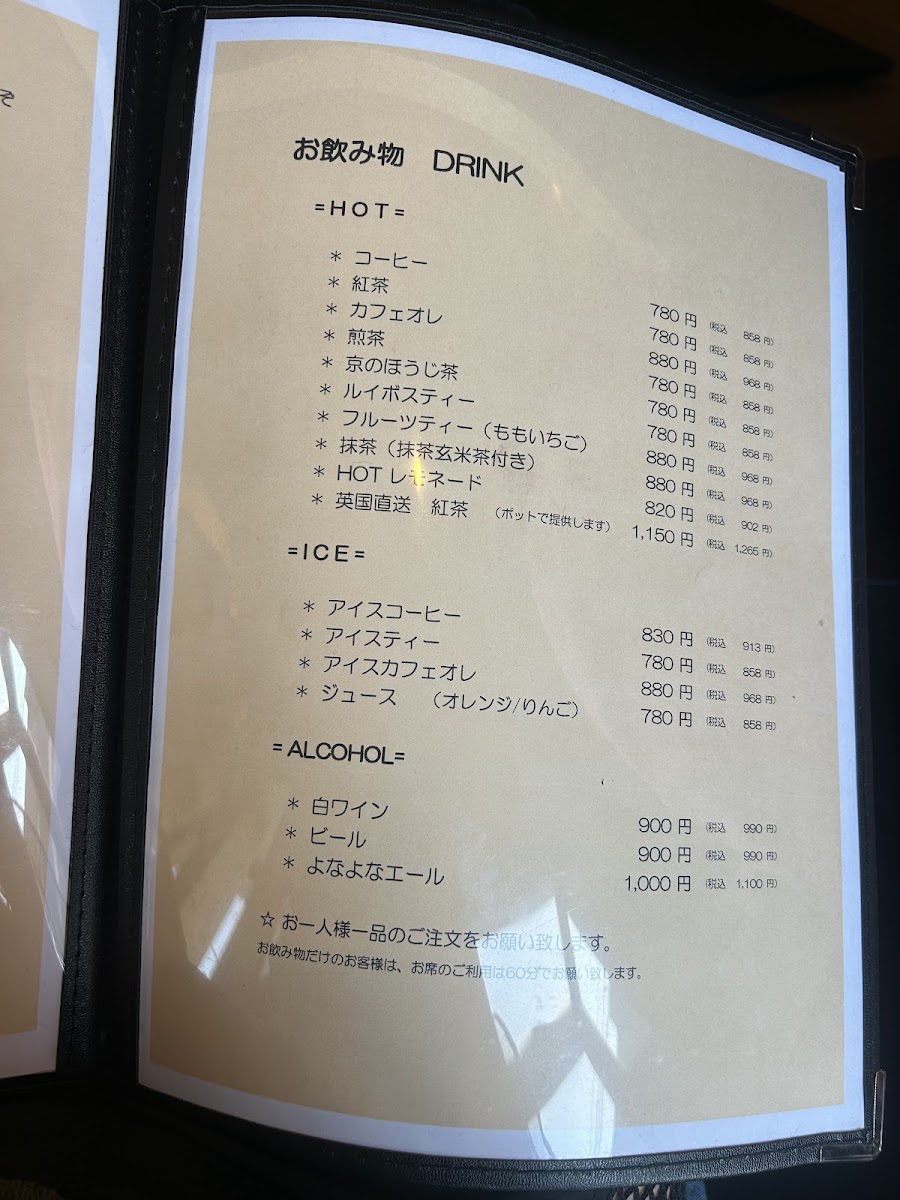 お飲み物 DRINK
=HOT=
* コーヒー 780 円 (税込 858 円)
* 紅茶 780 円 (税込 858 円)
* カフェオレ 880 円 (税込 968 円)
* 煎茶 780 円 (税込 858 円)
* 京のほうじ茶 780 円 (税込 858 円)
* ルイボスティー 780 円 (税込 858 円)
* フルーツティー (ももいちご) 880 円 (税込 968 円)
* 抹茶 (抹茶玄米茶付き) 880 円 (税込 968 円)
* HOT レモネード 820 円 (税込 902 円)
* 英国直送 紅茶 (ポットで提供します) 1,150 円 (税込 1,265 円)
=ICE=
* アイスコーヒー 830 円 (税込 913 円)
* アイスティー 780 円 (税込 858 円)
* アイスカフェオレ 880 円 (税込 968 円)
* ジュース (オレンジ/りんご) 780 円 (税込 858 円)
=ALCOHOL=
* 白ワイン 900 円 (税込 990 円)
* ビール 900 円 (税込 990 円)
* よなよなエール 1,000 円 (税込 1,100 円)
☆ お一人様一品のご注文をお願い致します。
お飲み物だけのお客様は、お席のご利用は60分でお願い致します。